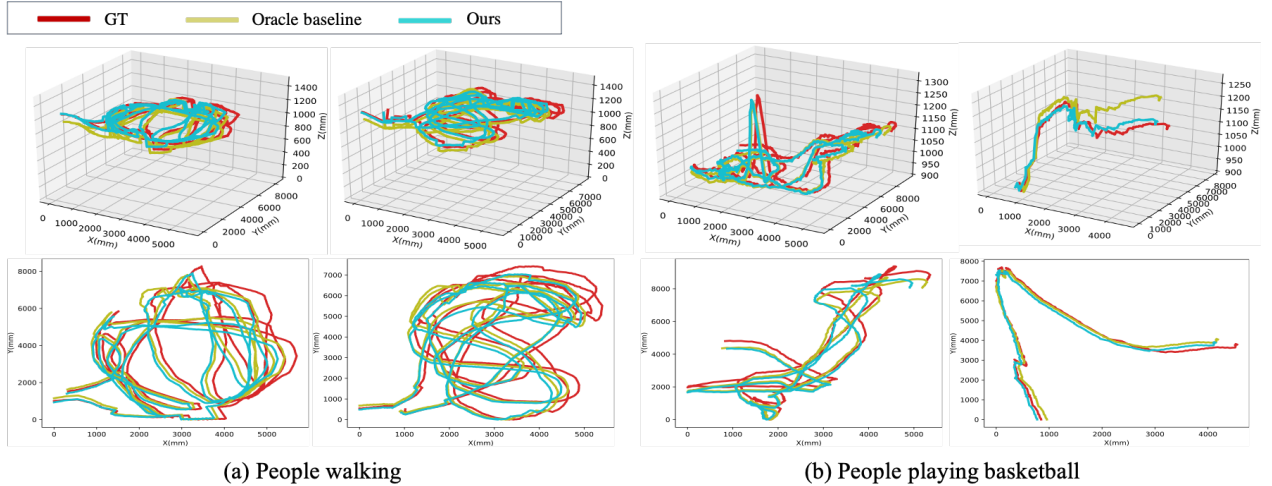 GT Oracle baseline Ours
1400
1200
1000
800
600
400
200
0
Z(mm)
0 1000 2000 3000 4000 5000
X(mm)
0 2000 4000 6000 8000
Y(mm)
1400
1200
1000
800
600
400
200
0
Z(mm)
0 1000 2000 3000 4000 5000
X(mm)
0 1000 2000 3000 4000 5000 6000 7000
Y(mm)
1300
1250
1200
1150
1100
1050
1000
950
900
Z(mm)
0 1000 2000 3000 4000 5000
X(mm)
0 2000 4000 6000 8000
Y(mm)
1250
1200
1150
1100
1050
1000
950
900
Z(mm)
0 1000 2000 3000 4000
X(mm)
0 1000 2000 3000 4000 5000 6000 7000 8000
Y(mm)
8000
6000
4000
2000
0
Y(mm)
0 1000 2000 3000 4000 5000
X(mm)
7000
6000
5000
4000
3000
2000
1000
0
Y(mm)
0 1000 2000 3000 4000 5000
X(mm)
8000
6000
4000
2000
0
Y(mm)
0 1000 2000 3000 4000 5000
X(mm)
8000
7000
6000
5000
4000
3000
2000
1000
0
Y(mm)
0 1000 2000 3000 4000
X(mm)
(a) People walking
(b) People playing basketball